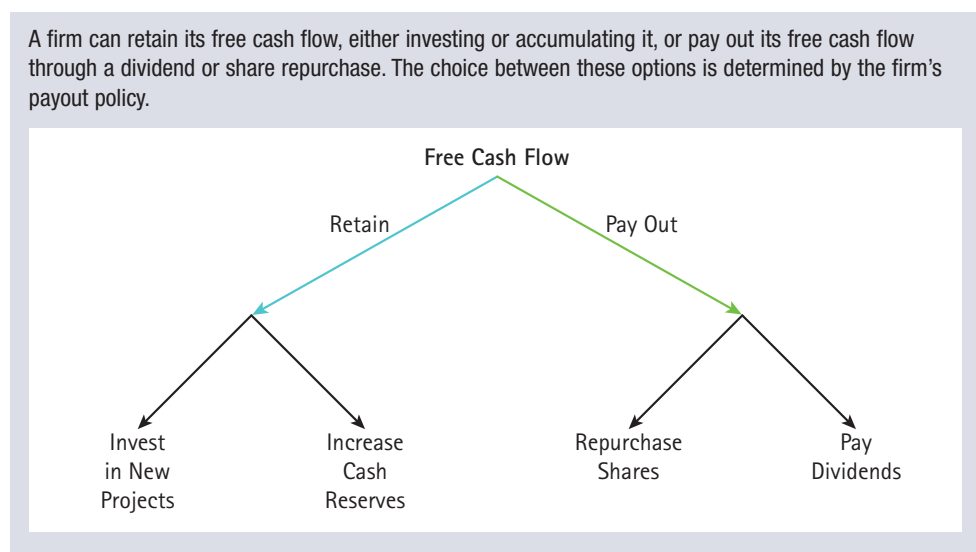 A firm can retain its free cash flow, either investing or accumulating it, or pay out its free cash flow
through a dividend or share repurchase. The choice between these options is determined by the firm’s
payout policy.
Free Cash Flow
Retain
Pay Out
Invest
in New
Projects
Increase
Cash
Reserves
Repurchase
Shares
Pay
Dividends